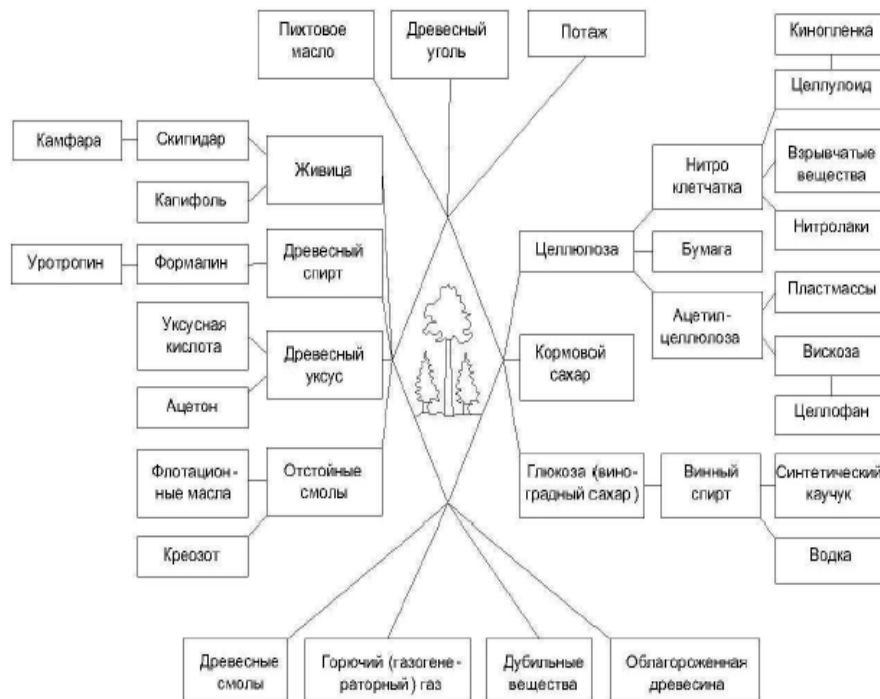 Пихтовое
масло
Древесный
уголь
Потаж
Кинопленка
Целлулоид
Камфара
Скипидар
Живица
Капифоль
Нитро
клетчатка
Взрывчатые
вещества
Нитролаки
Уротропин
Формалин
Древесный
спирт
Целлюлоза
Бумага
Пластмассы
Уксусная
кислота
Древесный
уксус
Ацетон
Кормовой
сахар
Ацетил-
целлюлоза
Вискоза
Целлофан
Флотацион-
ные масла
Отстойные
смолы
Креозот
Глюкоза (вино-
градный сахар)
Винный
спирт
Синтетический
каучук
Водка
Древесные
смолы
Горючий (газогене-
раторный) газ
Дубильные
вещества
Облагороженная
древесина